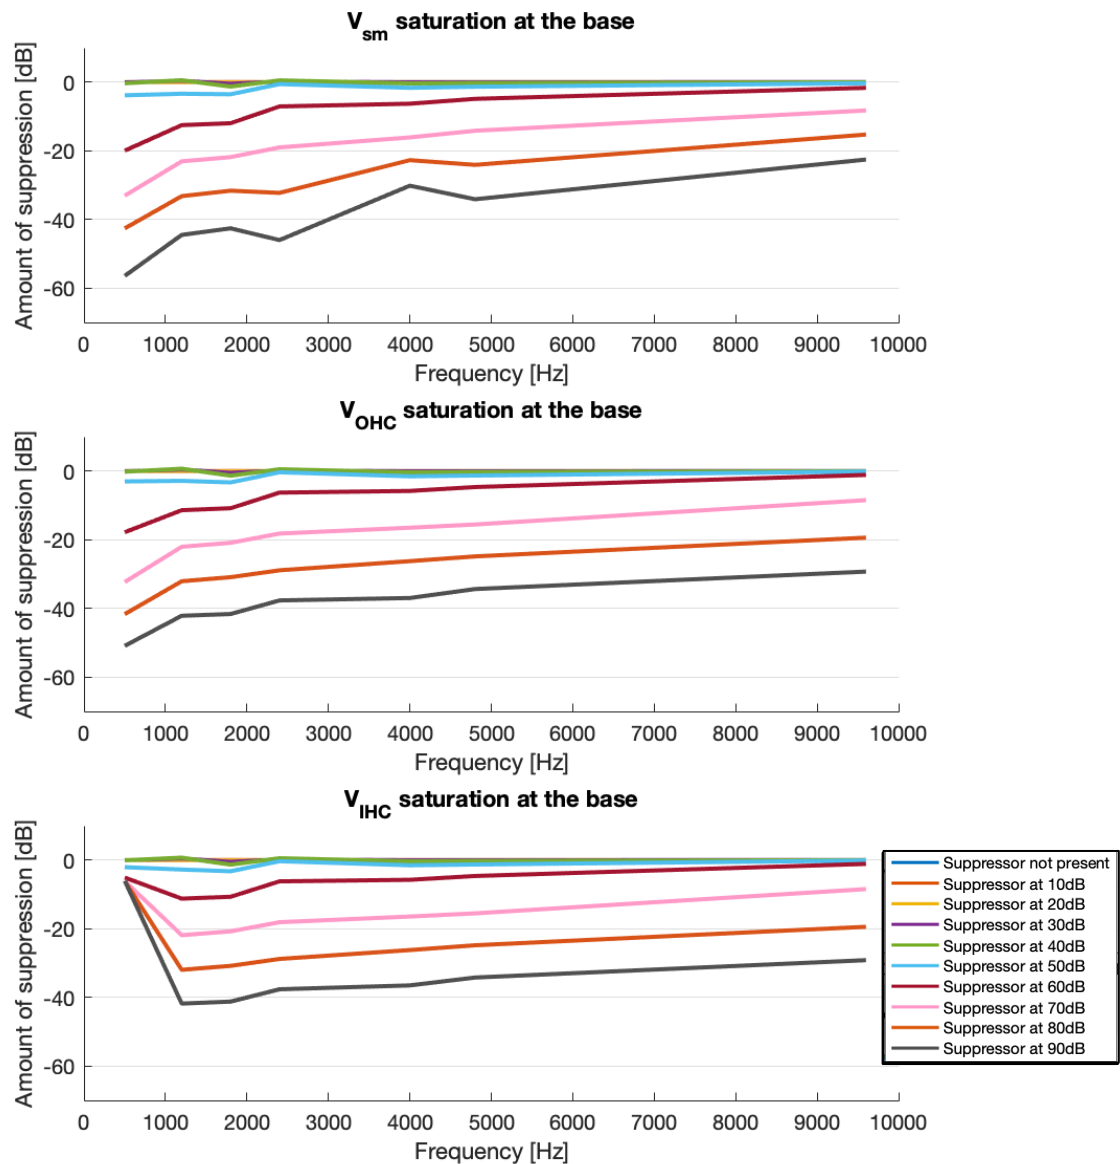 V_sm saturation at the base
Amount of suppression [dB]
0
-20
-40
-60
0 1000 2000 3000 4000 5000 6000 7000 8000 9000 10000
Frequency [Hz]
V_OHC saturation at the base
Amount of suppression [dB]
0
-20
-40
-60
0 1000 2000 3000 4000 5000 6000 7000 8000 9000 10000
Frequency [Hz]
V_IHC saturation at the base
Amount of suppression [dB]
0
-20
-40
-60
0 1000 2000 3000 4000 5000 6000 7000 8000 9000 10000
Frequency [Hz]
Suppressor not present
Suppressor at 10dB
Suppressor at 20dB
Suppressor at 30dB
Suppressor at 40dB
Suppressor at 50dB
Suppressor at 60dB
Suppressor at 70dB
Suppressor at 80dB
Suppressor at 90dB